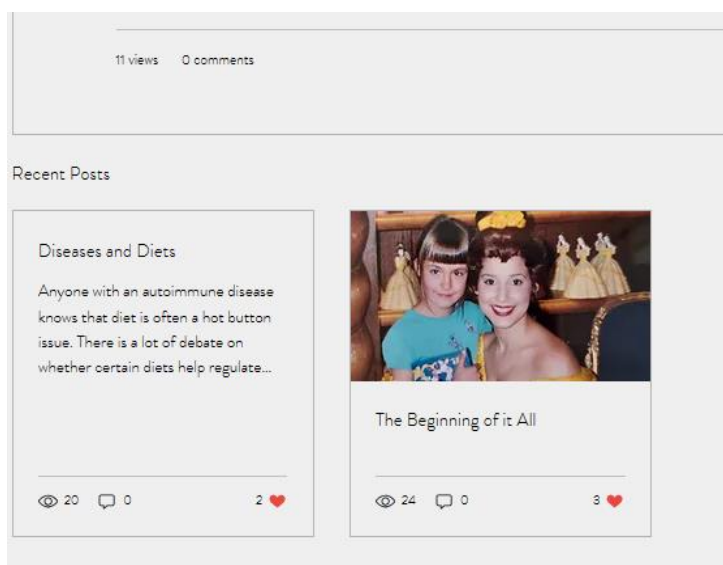 11 views 0 comments
Recent Posts
Diseases and Diets
Anyone with an autoimmune disease
knows that diet is often a hot button
issue. There is a lot of debate on
whether certain diets help regulate...
20 0 2
The Beginning of it All
24 0 3